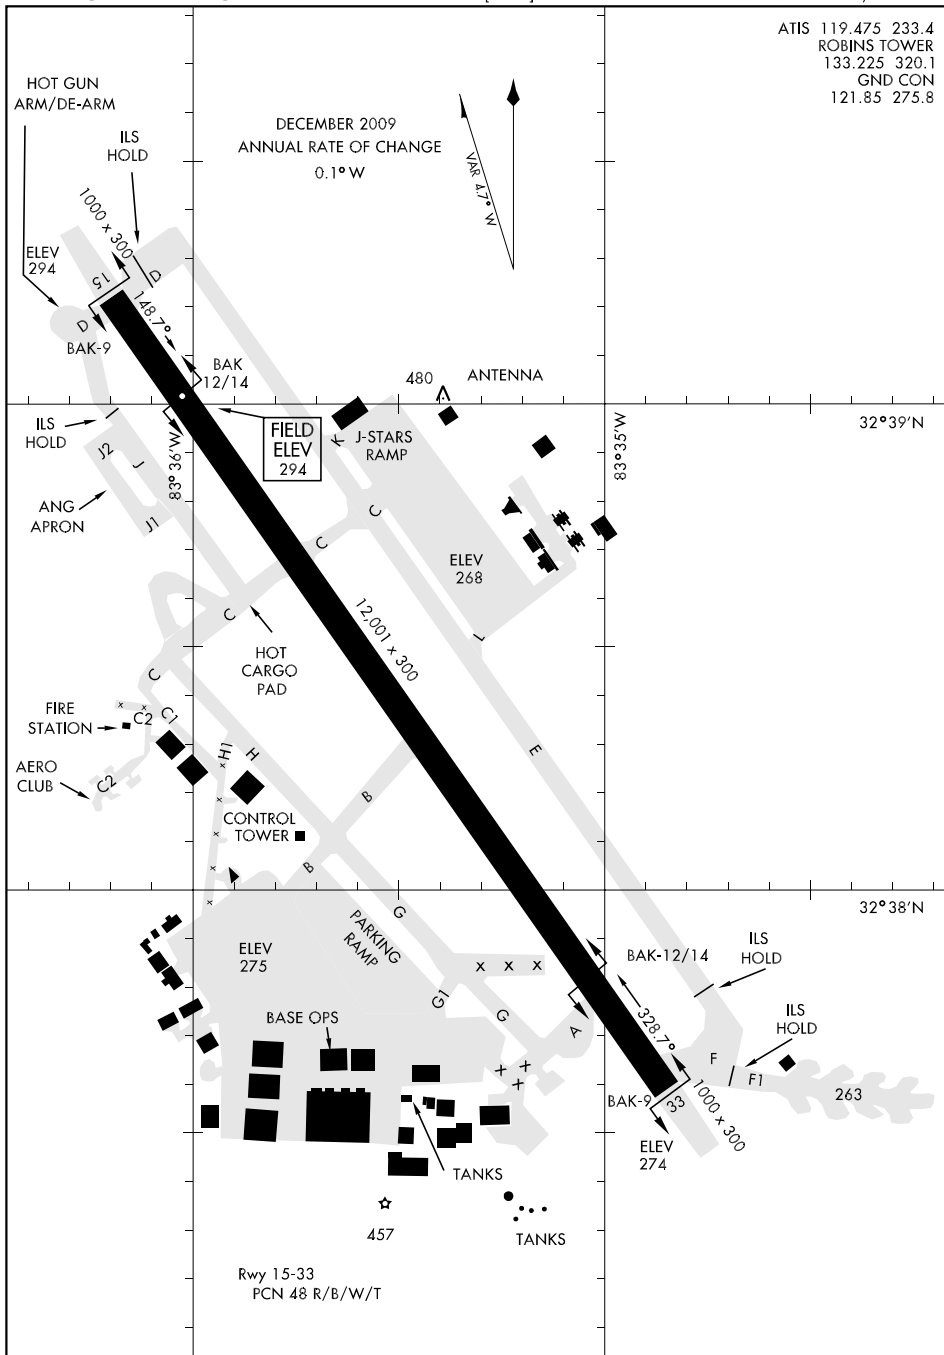 ATIS 119.475 233.4
ROBINS TOWER
133.225 320.1
GND CON
121.85 275.8
HOT GUN
ARM/DE-ARM
ILS
HOLD
DECEMBER 2009
ANNUAL RATE OF CHANGE
0.1° W
VAR 4.7° W
1000 x 300
ELEV
294
15
D
D
148.7°
BAK-9
BAK
12/14
480
ANTENNA
32°39'N
ILS
HOLD
FIELD
ELEV
294
K
J-STARS
RAMP
83°36'W
83°35'W
J2
J
J1
ANG
APRON
C
C
ELEV
268
12,001 x 300
C
HOT
CARGO
PAD
L
C
FIRE
STATION
C2
C1
H1
H
E
AERO
CLUB
C2
B
CONTROL
TOWER
B
32°38'N
G
PARKING
RAMP
ELEV
275
X X X
BAK-12/14
ILS
HOLD
G1
G
A
328.7°
ILS
HOLD
BASE OPS
X X
X
F
F1
263
BAK-9
33
1000 x 300
ELEV
274
TANKS
457
TANKS
Rwy 15-33
PCN 48 R/B/W/T